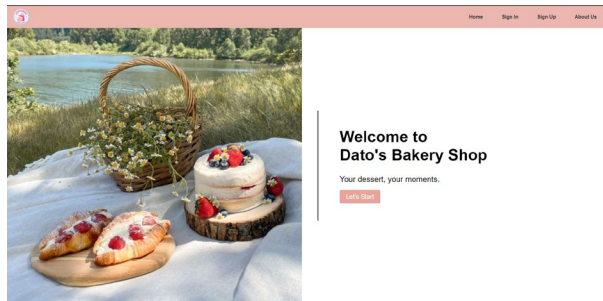 Home
Sign In
Sign Up
About Us
Welcome to
Dato's Bakery Shop
Your dessert, your moments.
Let's Start